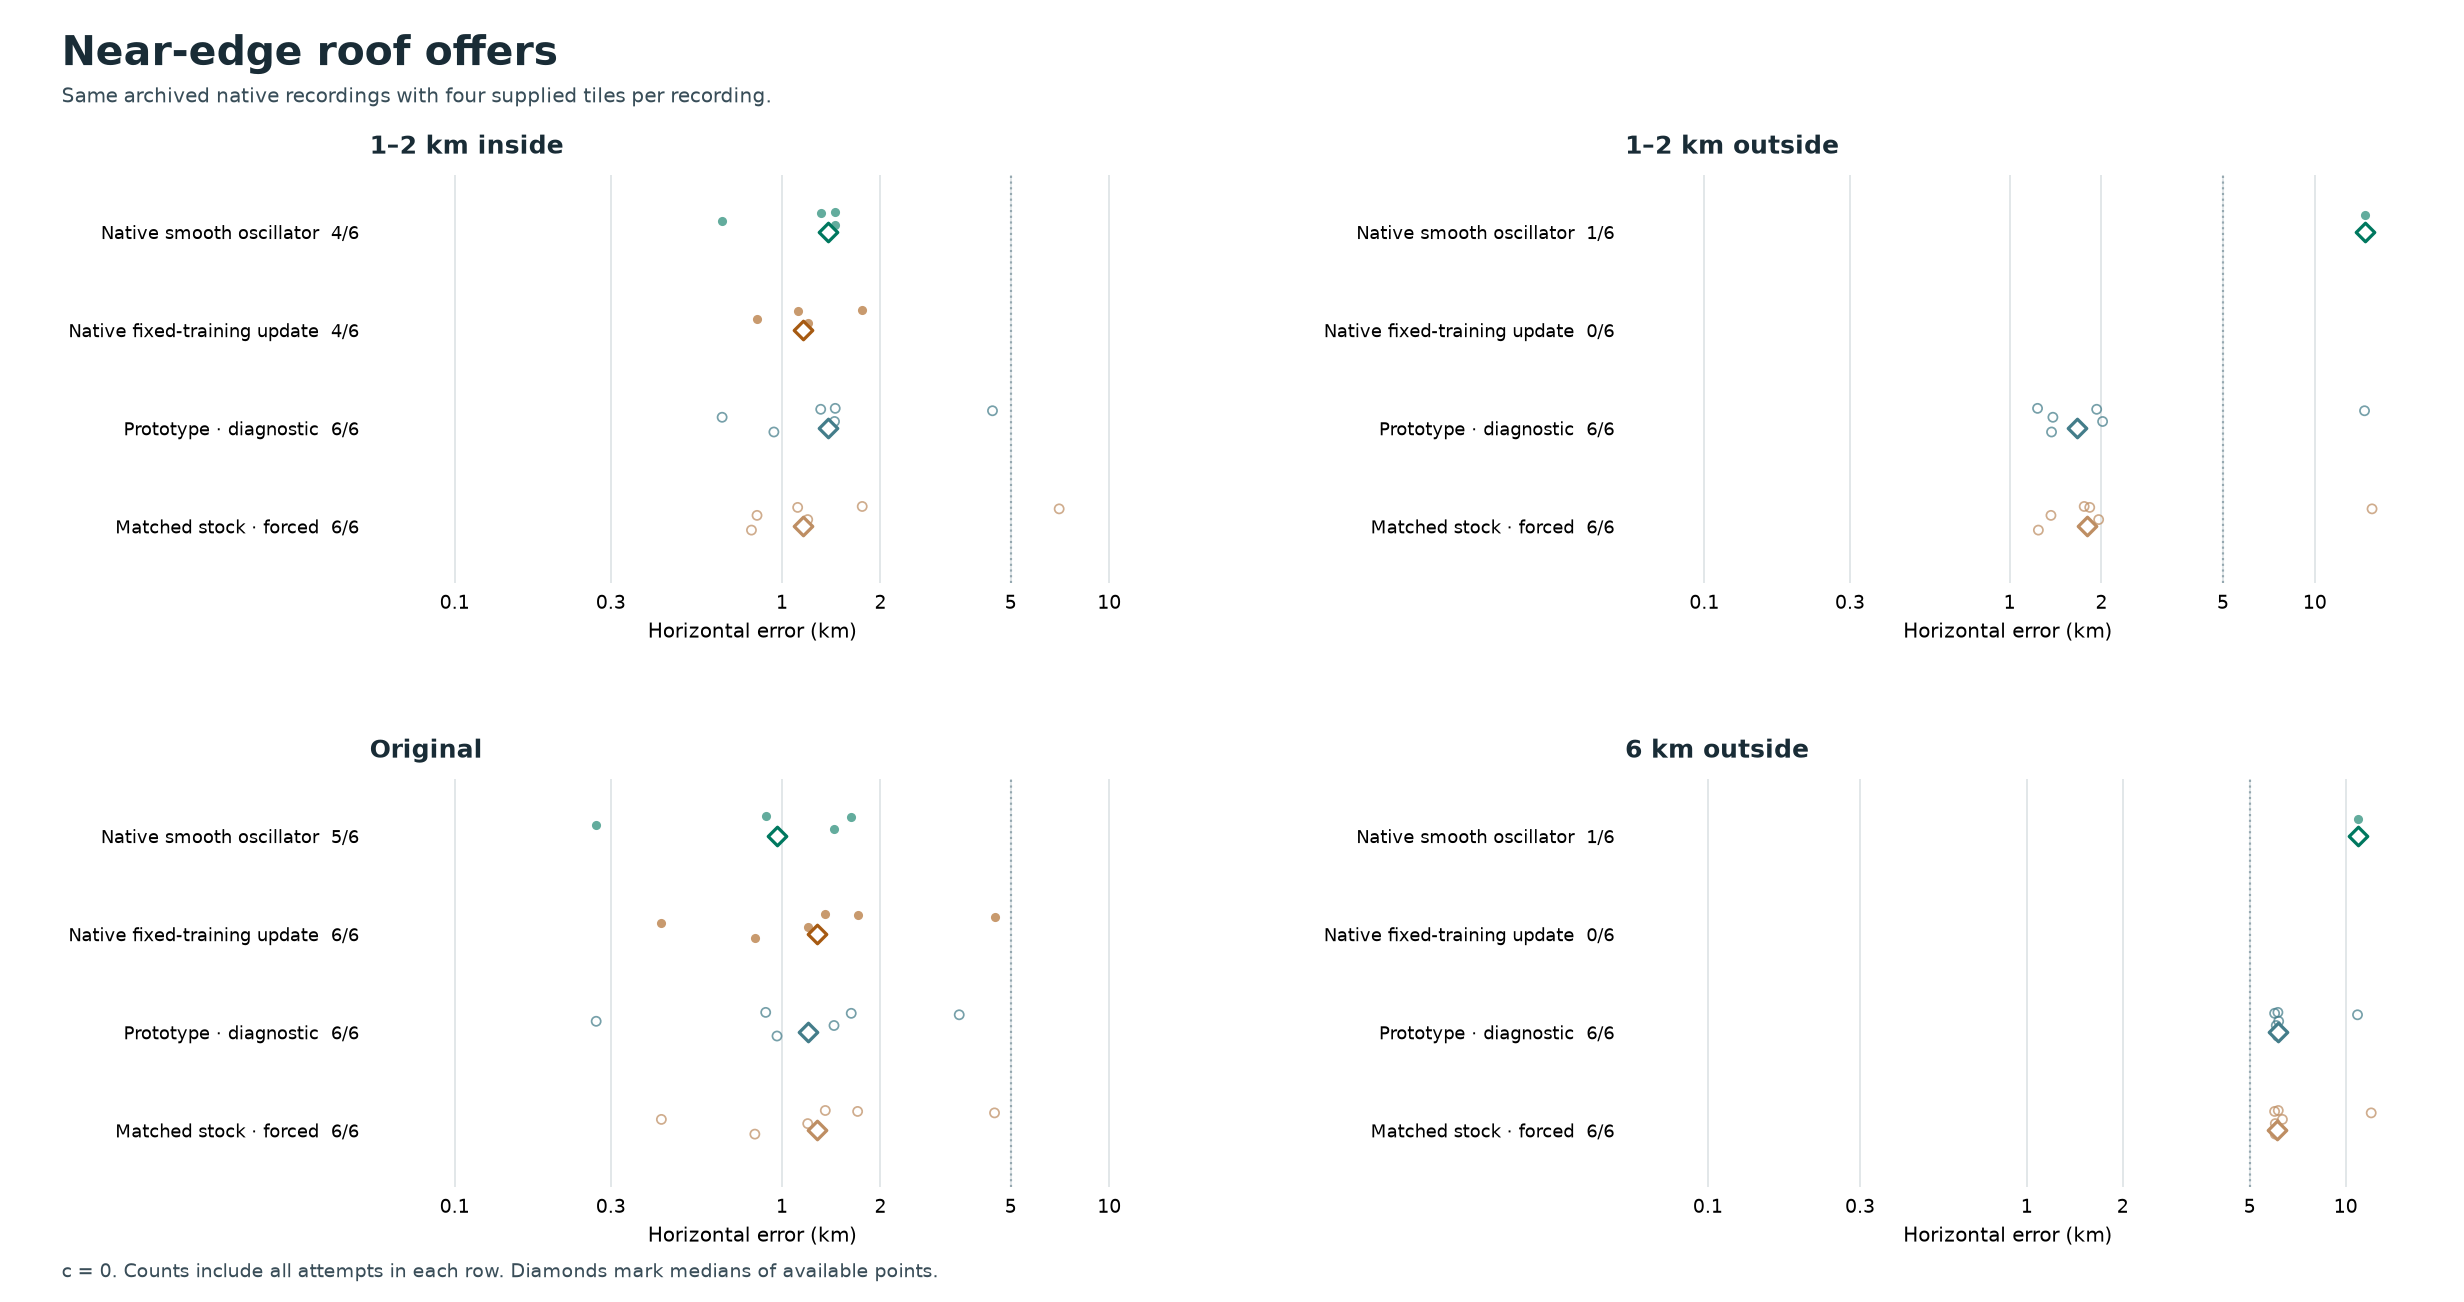 Near-edge roof offers
Same archived native recordings with four supplied tiles per recording.
1–2 km inside
Native smooth oscillator 4/6
Native fixed-training update 4/6
Prototype · diagnostic 6/6
Matched stock · forced 6/6
0.1 0.3 1 2 5 10
Horizontal error (km)
1–2 km outside
Native smooth oscillator 1/6
Native fixed-training update 0/6
Prototype · diagnostic 6/6
Matched stock · forced 6/6
0.1 0.3 1 2 5 10
Horizontal error (km)
Original
Native smooth oscillator 5/6
Native fixed-training update 6/6
Prototype · diagnostic 6/6
Matched stock · forced 6/6
0.1 0.3 1 2 5 10
Horizontal error (km)
6 km outside
Native smooth oscillator 1/6
Native fixed-training update 0/6
Prototype · diagnostic 6/6
Matched stock · forced 6/6
0.1 0.3 1 2 5 10
Horizontal error (km)
c = 0. Counts include all attempts in each row. Diamonds mark medians of available points.